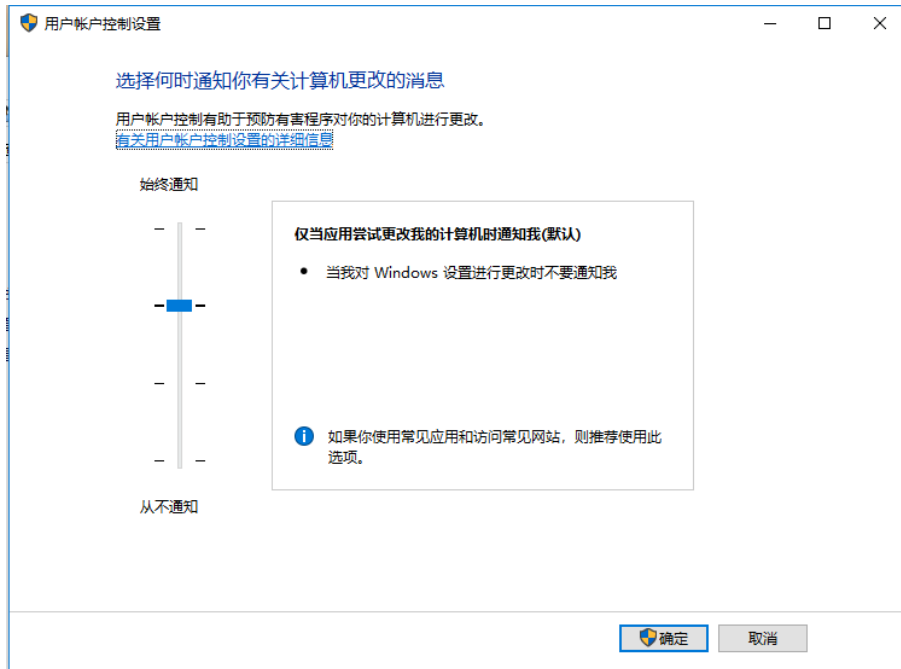 用户帐户控制设置
选择何时通知你有关计算机更改的消息
用户帐户控制有助于预防有害程序对你的计算机进行更改。
有关用户帐户控制设置的详细信息
始终通知
仅当应用尝试更改我的计算机时通知我(默认)
当我对 Windows 设置进行更改时不要通知我
如果你使用常见应用和访问常见网站，则推荐使用此
选项。
从不通知
确定
取消